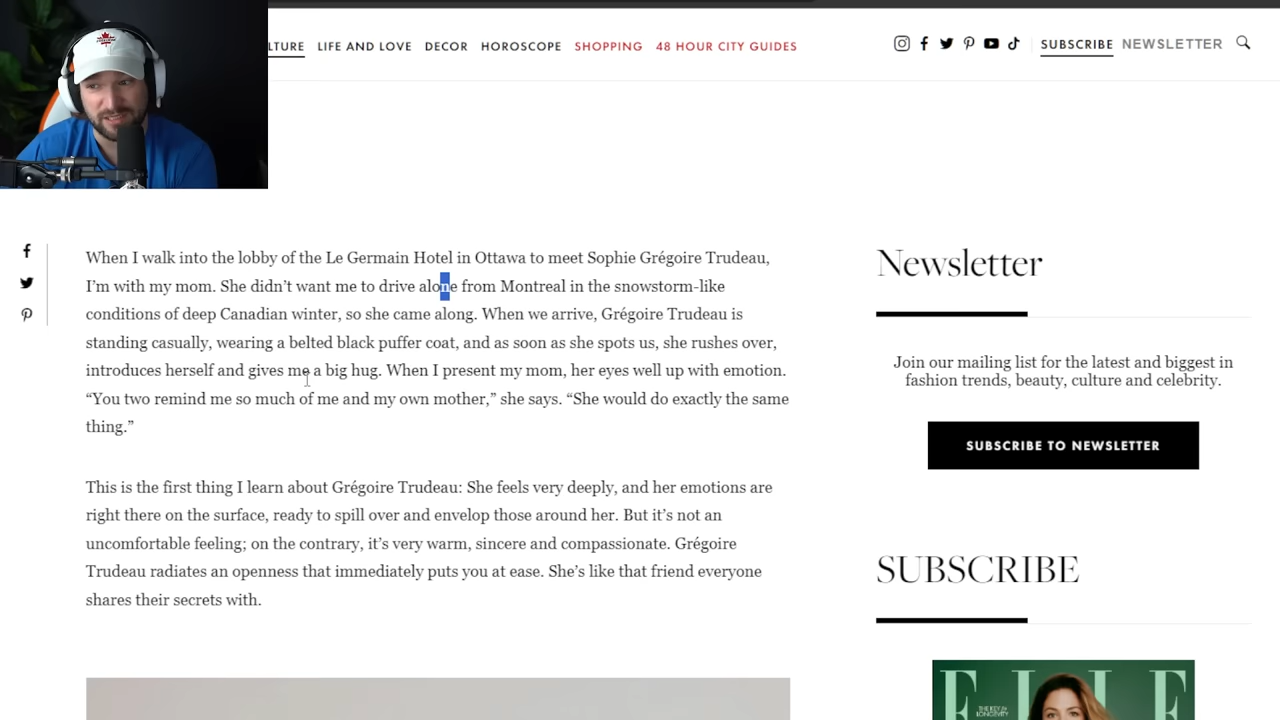 LTURE LIFE AND LOVE DECOR HOROSCOPE SHOPPING 48 HOUR CITY GUIDES SUBSCRIBE NEWSLETTER
When I walk into the lobby of the Le Germain Hotel in Ottawa to meet Sophie Grégoire Trudeau,
I’m with my mom. She didn’t want me to drive alone from Montreal in the snowstorm-like
conditions of deep Canadian winter, so she came along. When we arrive, Grégoire Trudeau is
standing casually, wearing a belted black puffer coat, and as soon as she spots us, she rushes over,
introduces herself and gives me a big hug. When I present my mom, her eyes well up with emotion.
“You two remind me so much of me and my own mother,” she says. “She would do exactly the same
thing.”
This is the first thing I learn about Grégoire Trudeau: She feels very deeply, and her emotions are
right there on the surface, ready to spill over and envelop those around her. But it’s not an
uncomfortable feeling; on the contrary, it’s very warm, sincere and compassionate. Grégoire
Trudeau radiates an openness that immediately puts you at ease. She’s like that friend everyone
shares their secrets with.
Newsletter
Join our mailing list for the latest and biggest in
fashion trends, beauty, culture and celebrity.
SUBSCRIBE TO NEWSLETTER
SUBSCRIBE
ELLE
THE KEY TO
LONGEVITY